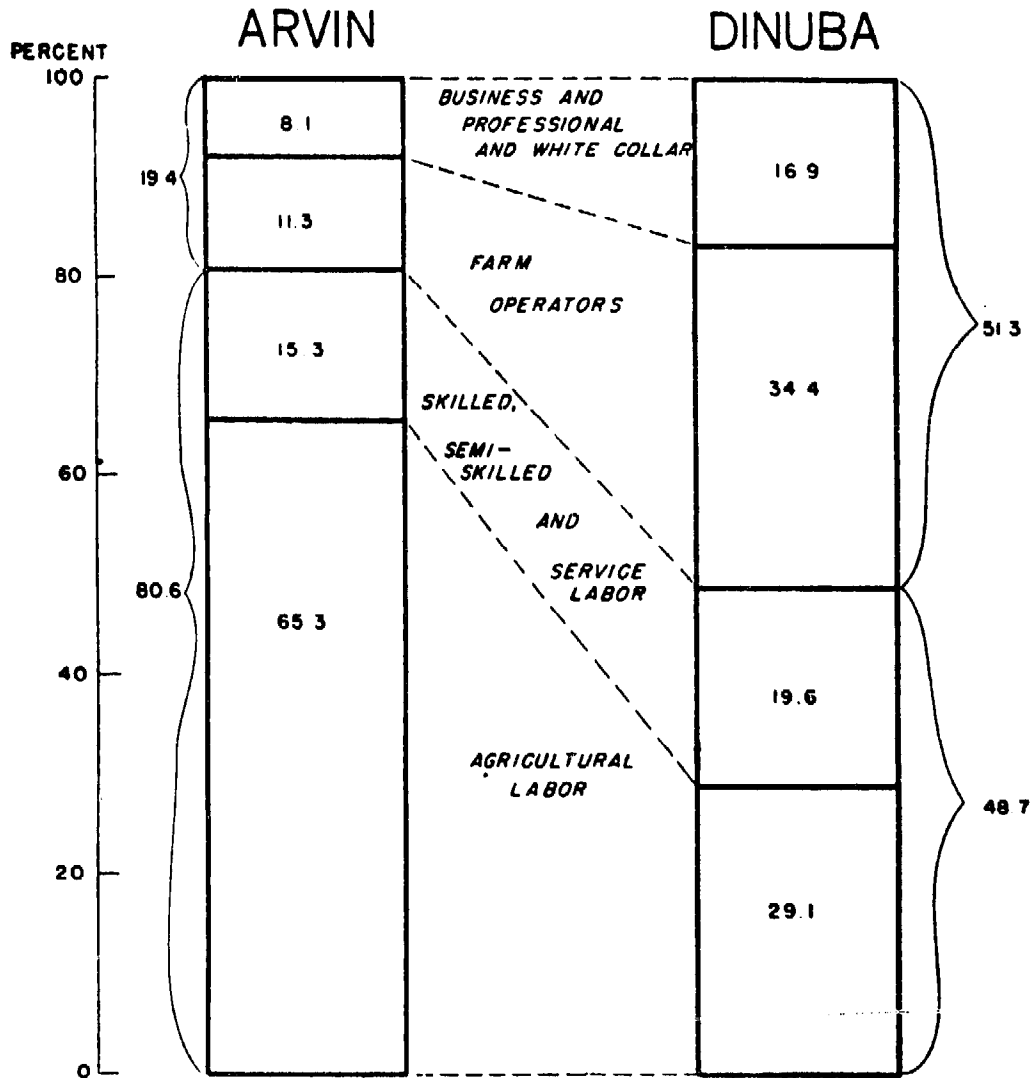 ARVIN
DINUBA
PERCENT
100
80
60
40
20
0
8.1
11.3
15.3
65.3
19.4
80.6
BUSINESS AND
PROFESSIONAL
AND WHITE COLLAR
FARM
OPERATORS
SKILLED,
SEMI-
SKILLED
AND
SERVICE
LABOR
AGRICULTURAL
LABOR
16.9
34.4
19.6
29.1
51.3
48.7